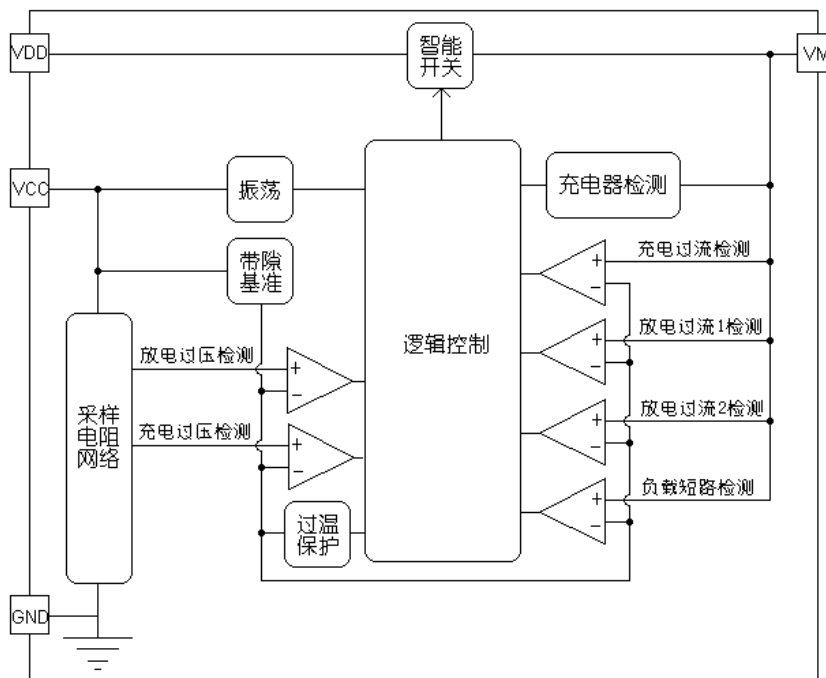 智能
开关
VDD
VM
VCC
振荡
充电器检测
带隙
基准
充电过流检测
+
−
逻辑控制
放电过流1检测
+
−
放电过压检测
+
−
采样
电阻
网络
充电过压检测
+
−
放电过流2检测
+
−
负载短路检测
+
−
过温
保护
GND